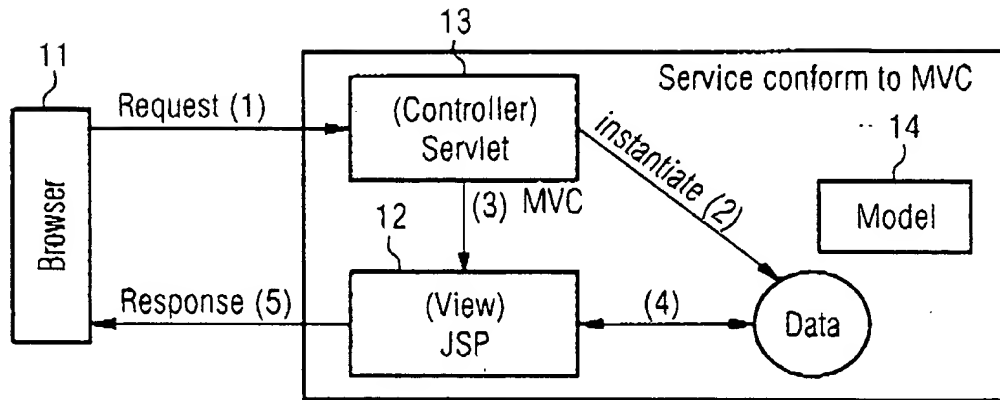 13
11
Service conform to MVC
Request (1)
(Controller)
Servlet
instantiate (2)
14
Model
Browser
(3) MVC
12
Response (5)
(View)
JSP
(4)
Data